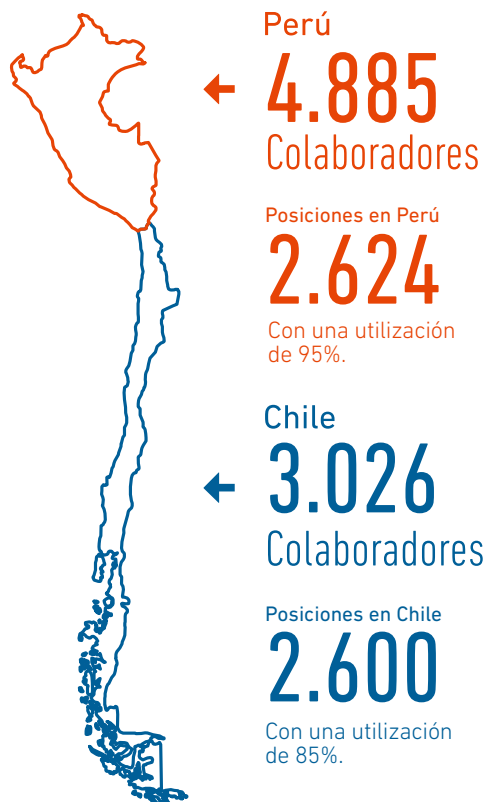 Perú
4.885
Colaboradores
Posiciones en Perú
2.624
Con una utilización
de 95%.
Chile
3.026
Colaboradores
Posiciones en Chile
2.600
Con una utilización
de 85%.